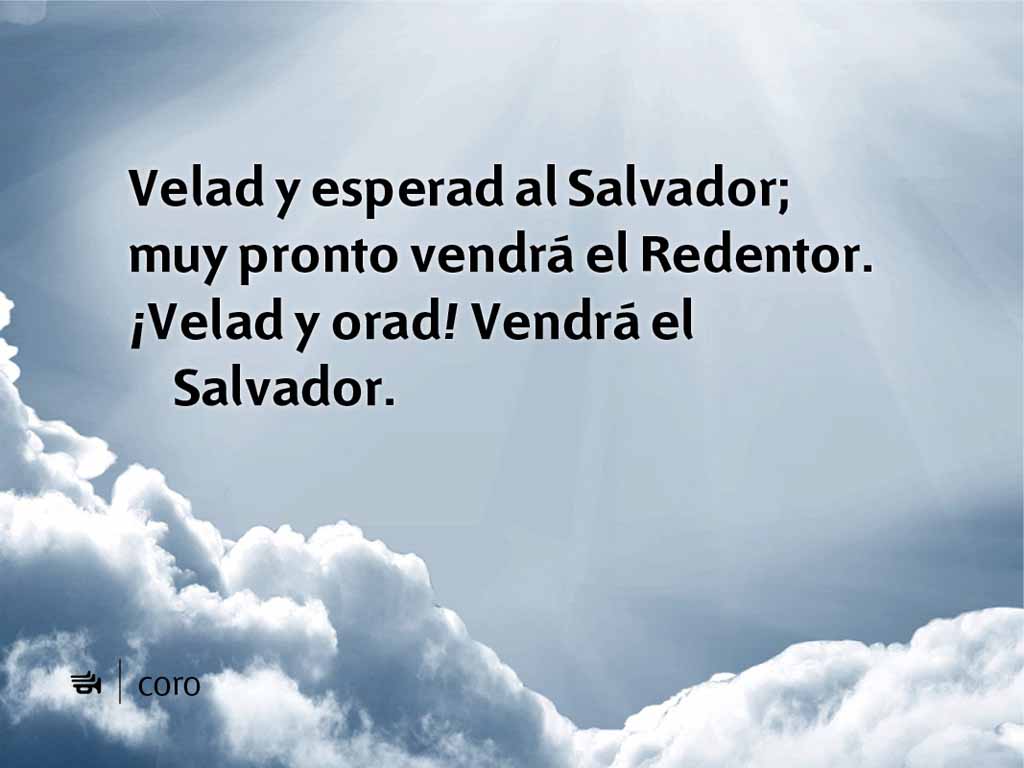 Velad y esperad al Salvador;
muy pronto vendrá el Redentor.
¡Velad y orad! Vendrá el
Salvador.
coro